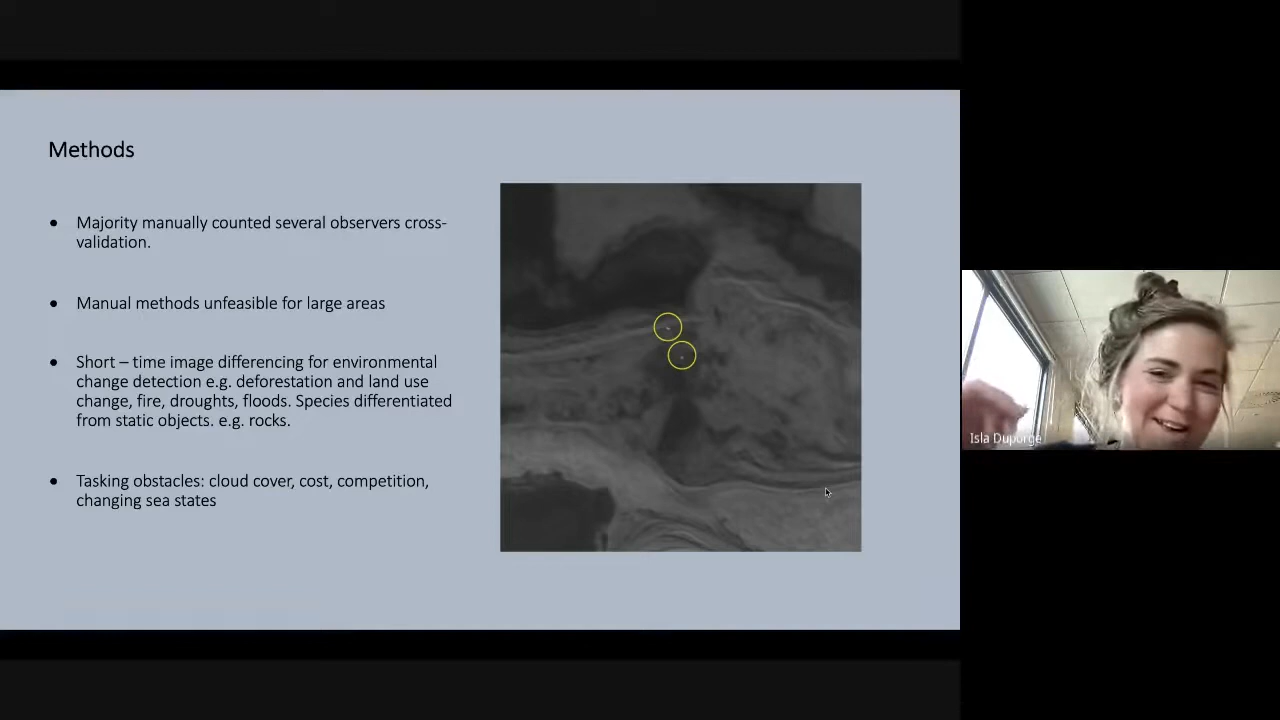 Methods
● Majority manually counted several observers cross-
validation.
● Manual methods unfeasible for large areas
● Short – time image differencing for environmental
change detection e.g. deforestation and land use
change, fire, droughts, floods. Species differentiated
from static objects. e.g. rocks.
● Tasking obstacles: cloud cover, cost, competition,
changing sea states
Isla Duporge